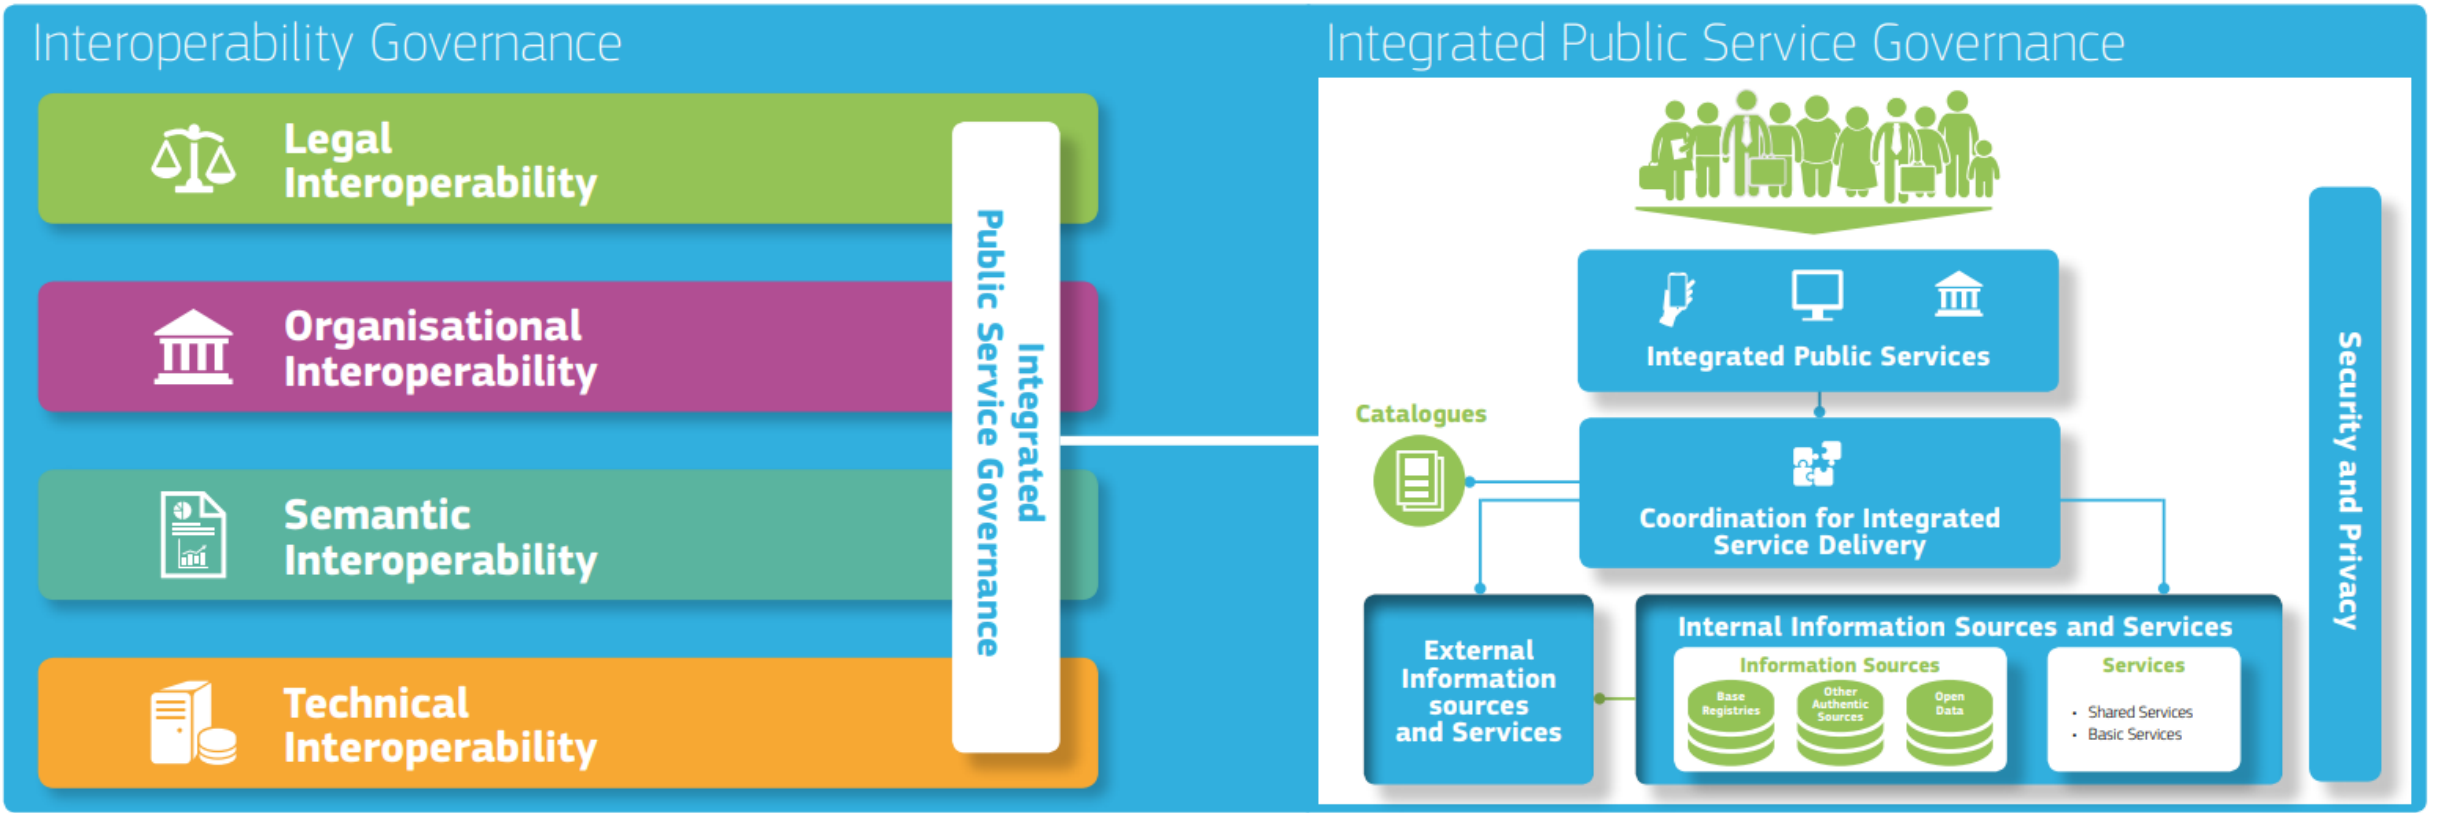 Interoperability Governance
Legal
Interoperability
Organisational
Interoperability
Semantic
Interoperability
Technical
Interoperability
Integrated
Public Service Governance
Integrated Public Service Governance
Integrated Public Services
Catalogues
Coordination for Integrated
Service Delivery
External
Information
sources
and Services
Internal Information Sources and Services
Information Sources
Base
Registries
Other
Authentic
Sources
Open
Data
Services
• Shared Services
• Basic Services
Security and Privacy